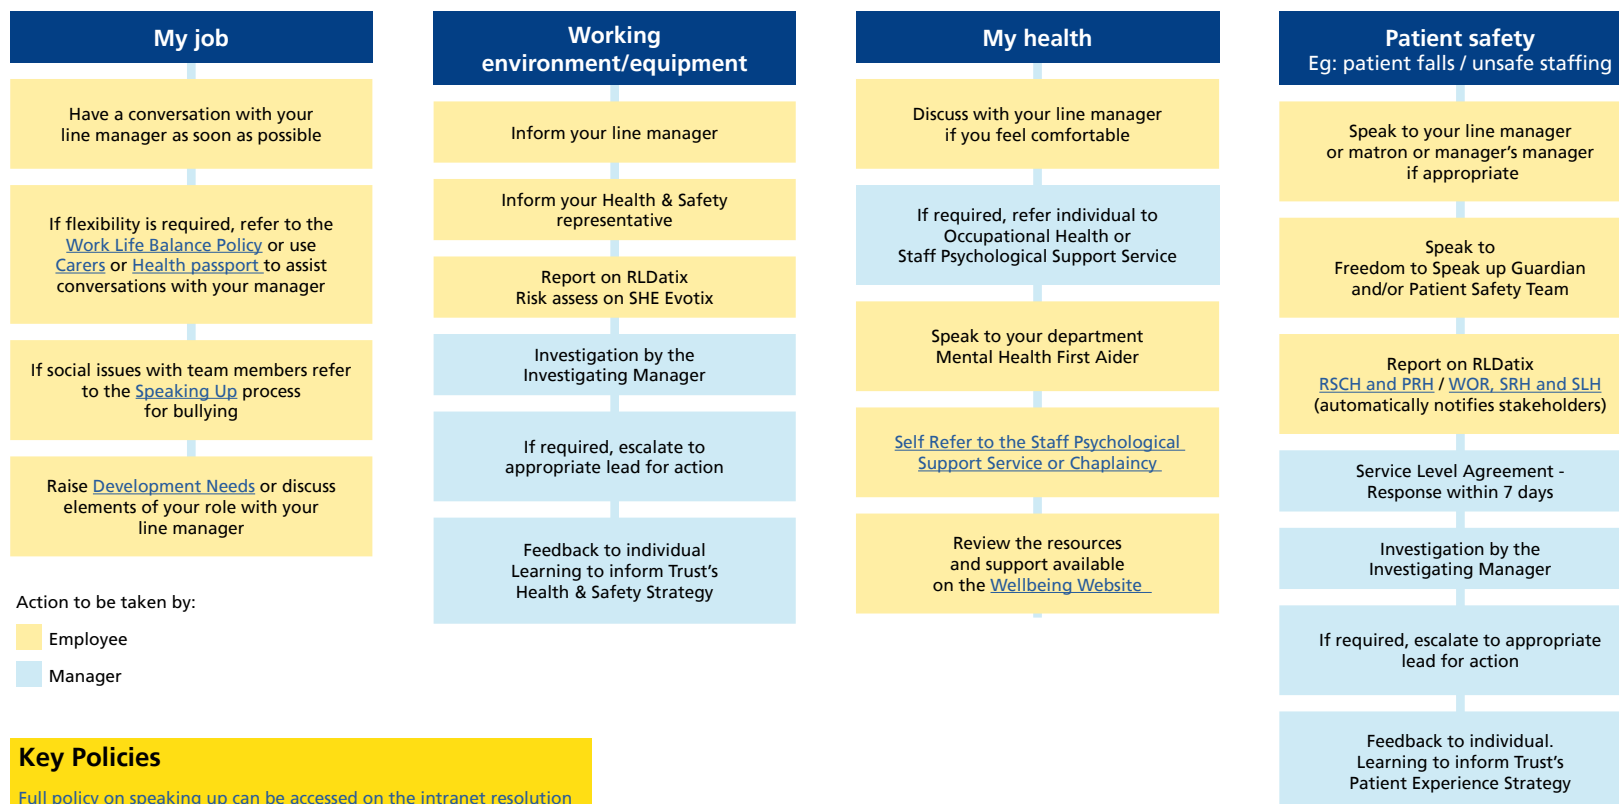 My job
Have a conversation with your
line manager as soon as possible
If flexibility is required, refer to the
Work Life Balance Policy or use
Carers or Health passport to assist
conversations with your manager
If social issues with team members refer
to the Speaking Up process
for bullying
Raise Development Needs or discuss
elements of your role with your
line manager
Action to be taken by:
Employee
Manager
Working
environment/equipment
Inform your line manager
Inform your Health & Safety
representative
Report on RLDatix
Risk assess on SHE Evotix
Investigation by the
Investigating Manager
If required, escalate to
appropriate lead for action
Feedback to individual
Learning to inform Trust's
Health & Safety Strategy
My health
Discuss with your line manager
if you feel comfortable
If required, refer individual to
Occupational Health or
Staff Psychological Support Service
Speak to your department
Mental Health First Aider
Self Refer to the Staff Psychological
Support Service or Chaplaincy
Review the resources
and support available
on the Wellbeing Website
Patient safety
Eg: patient falls / unsafe staffing
Speak to your line manager
or matron or manager's manager
if appropriate
Speak to
Freedom to Speak up Guardian
and/or Patient Safety Team
Report on RLDatix
RSCH and PRH / WOR, SRH and SLH
(automatically notifies stakeholders)
Service Level Agreement -
Response within 7 days
Investigation by the
Investigating Manager
If required, escalate to appropriate
lead for action
Feedback to individual.
Learning to inform Trust's
Patient Experience Strategy
Key Policies
Full policy on speaking up can be accessed on the intranet resolution